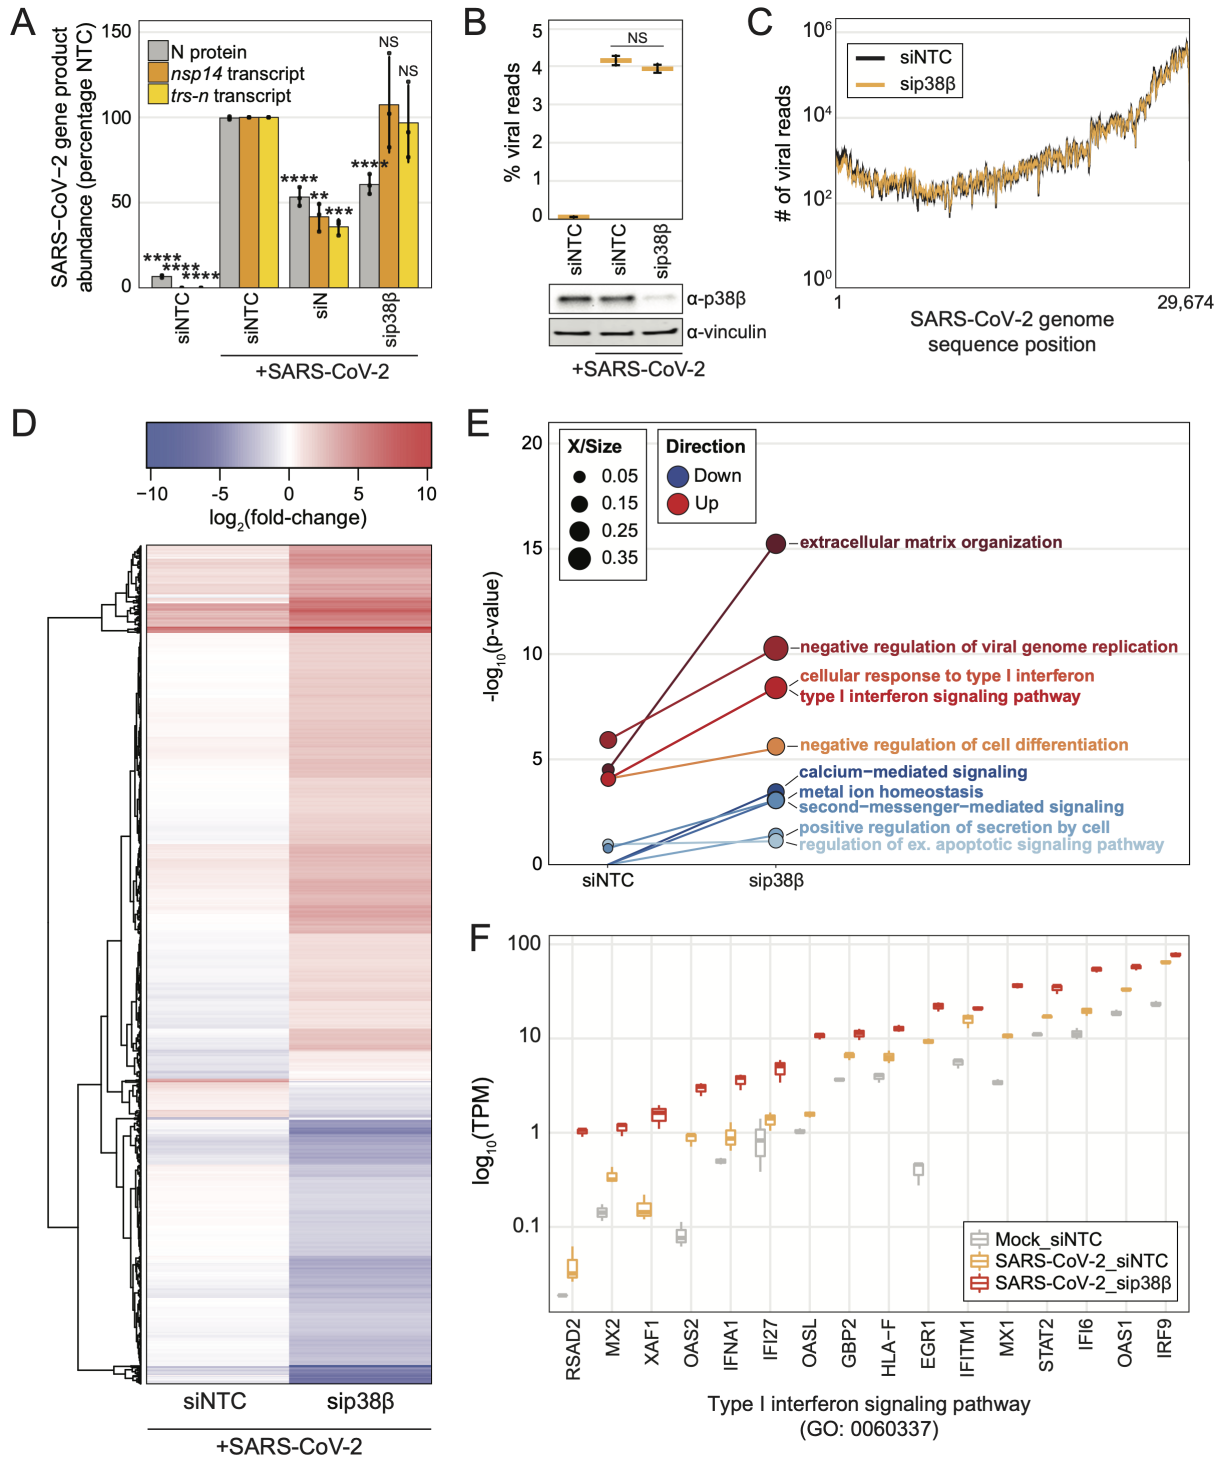 A
SARS−CoV−2 gene product
abundance (percentage NTC)
150
100
50
0
N protein
nsp14 transcript
trs-n transcript
****
****
****
****
**
***
****
NS
NS
siNTC
siNTC
siN
sip38β
+SARS-CoV-2
B
% viral reads
5
4
3
2
1
0
NS
siNTC
siNTC
sip38β
α-p38β
α-vinculin
+SARS-CoV-2
C
# of viral reads
10^6
10^4
10^2
10^0
siNTC
sip38β
1
29,674
SARS-CoV-2 genome
sequence position
D
−10
-5
0
5
10
log2(fold-change)
siNTC
sip38β
+SARS-CoV-2
E
-log10(p-value)
20
15
10
5
0
X/Size
0.05
0.15
0.25
0.35
Direction
Down
Up
extracellular matrix organization
negative regulation of viral genome replication
cellular response to type I interferon
type I interferon signaling pathway
negative regulation of cell differentiation
calcium−mediated signaling
metal ion homeostasis
second−messenger−mediated signaling
positive regulation of secretion by cell
regulation of ex. apoptotic signaling pathway
siNTC
sip38β
F
log10(TPM)
100
10
1
0.1
Mock_siNTC
SARS-CoV-2_siNTC
SARS-CoV-2_sip38β
RSAD2
MX2
XAF1
OAS2
IFNA1
IFI27
OASL
GBP2
HLA−F
EGR1
IFITM1
MX1
STAT2
IFI6
OAS1
IRF9
Type I interferon signaling pathway
(GO: 0060337)